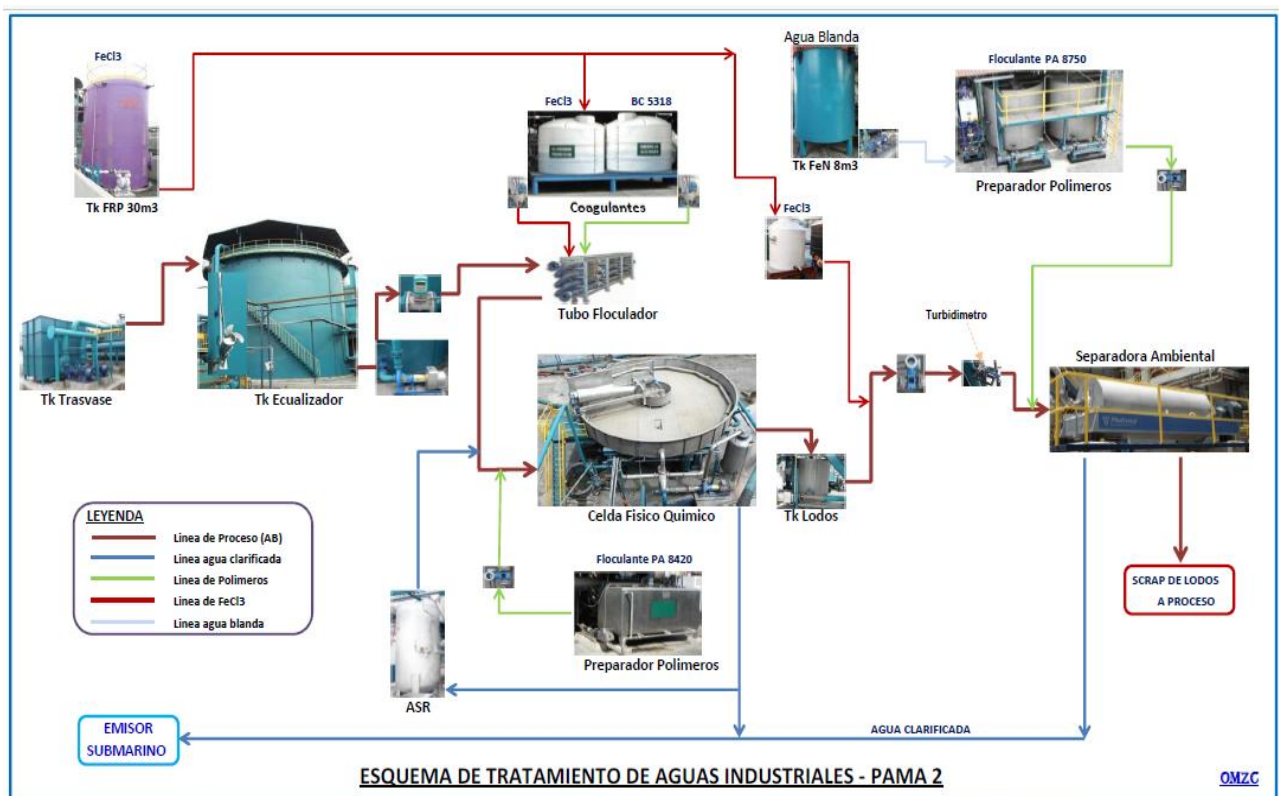 FeCl3
Tk FRP 30m3
FeCl3
BC 5318
Coagulantes
Agua Blanda
Tk FeN 8m3
Floculante PA 8750
Preparador Polimeros
FeCl3
Tk Trasvase
Tk Ecualizador
Tubo Floculador
Turbidimetro
Separadora Ambiental
Celda Fisico Quimico
Tk Lodos
LEYENDA
Linea de Proceso (AB)
Linea agua clarificada
Linea de Polimeros
Linea de FeCl3
Linea agua blanda
Floculante PA 8420
Preparador Polimeros
ASR
SCRAP DE LODOS
A PROCESO
EMISOR
SUBMARINO
AGUA CLARIFICADA
ESQUEMA DE TRATAMIENTO DE AGUAS INDUSTRIALES - PAMA 2
OMZC